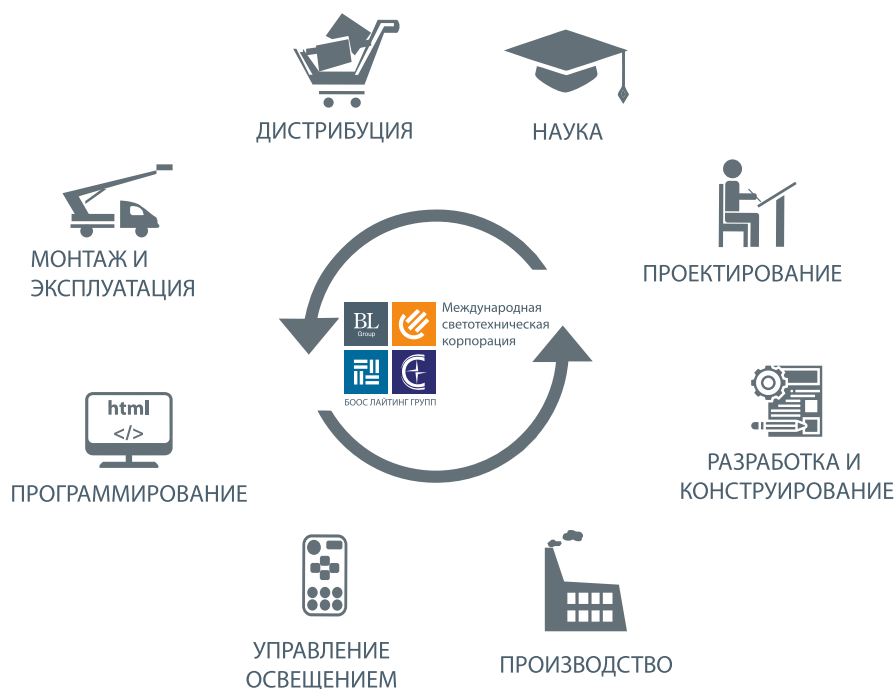 ДИСТРИБУЦИЯ
НАУКА
МОНТАЖ И
ЭКСПЛУАТАЦИЯ
ПРОЕКТИРОВАНИЕ
BL
Group
Международная
светотехническая
корпорация
БООС ЛАЙТИНГ ГРУПП
html
</>
ПРОГРАММИРОВАНИЕ
РАЗРАБОТКА И
КОНСТРУИРОВАНИЕ
УПРАВЛЕНИЕ
ОСВЕЩЕНИЕМ
ПРОИЗВОДСТВО